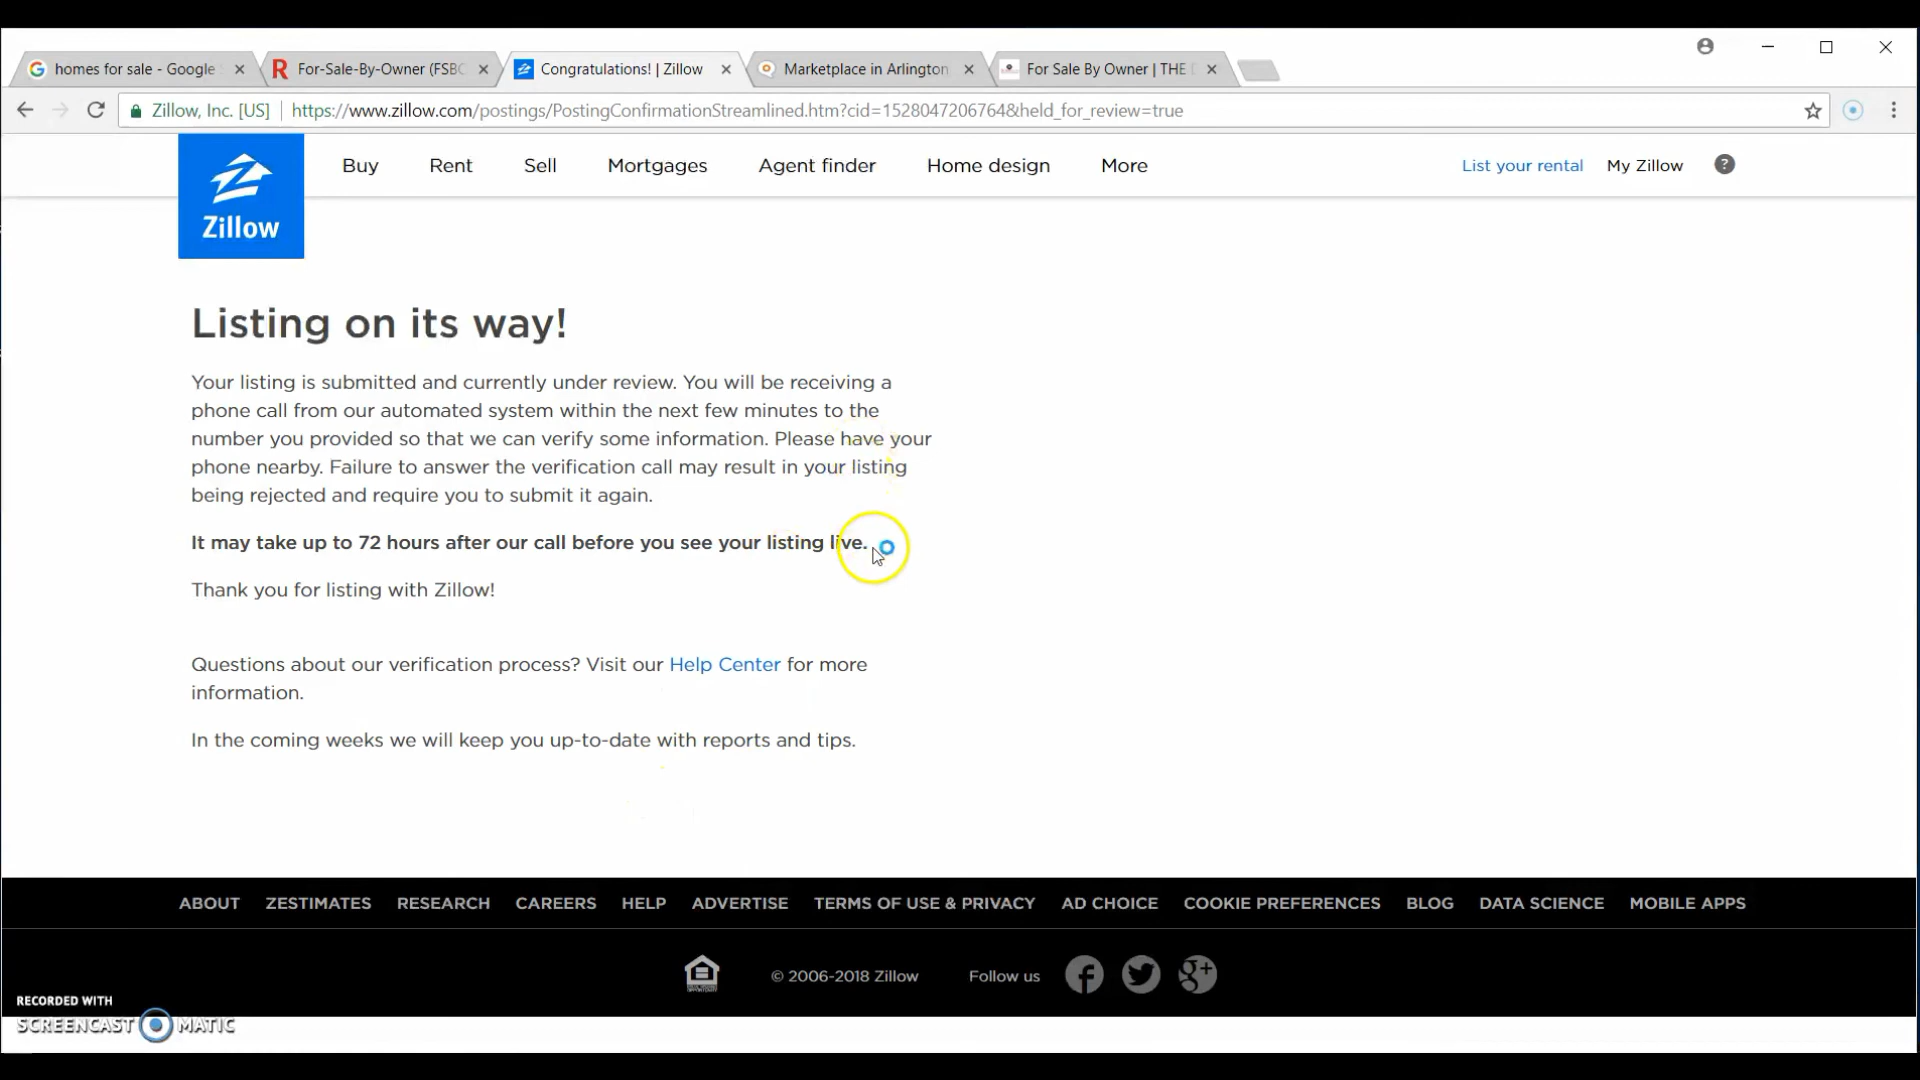 homes for sale - Google
For-Sale-By-Owner (FSBO
Congratulations! | Zillow
Marketplace in Arlington
For Sale By Owner | THE
Zillow, Inc. [US]
https://www.zillow.com/postings/PostingConfirmationStreamlined.htm?cid=1528047206764&held_for_review=true
Zillow
Buy
Rent
Sell
Mortgages
Agent finder
Home design
More
List your rental
My Zillow
?
Listing on its way!
Your listing is submitted and currently under review. You will be receiving a
phone call from our automated system within the next few minutes to the
number you provided so that we can verify some information. Please have your
phone nearby. Failure to answer the verification call may result in your listing
being rejected and require you to submit it again.
It may take up to 72 hours after our call before you see your listing live.
Thank you for listing with Zillow!
Questions about our verification process? Visit our Help Center for more
information.
In the coming weeks we will keep you up-to-date with reports and tips.
ABOUT
ZESTIMATES
RESEARCH
CAREERS
HELP
ADVERTISE
TERMS OF USE & PRIVACY
AD CHOICE
COOKIE PREFERENCES
BLOG
DATA SCIENCE
MOBILE APPS
© 2006-2018 Zillow
Follow us
RECORDED WITH
SCREENCAST MATIC